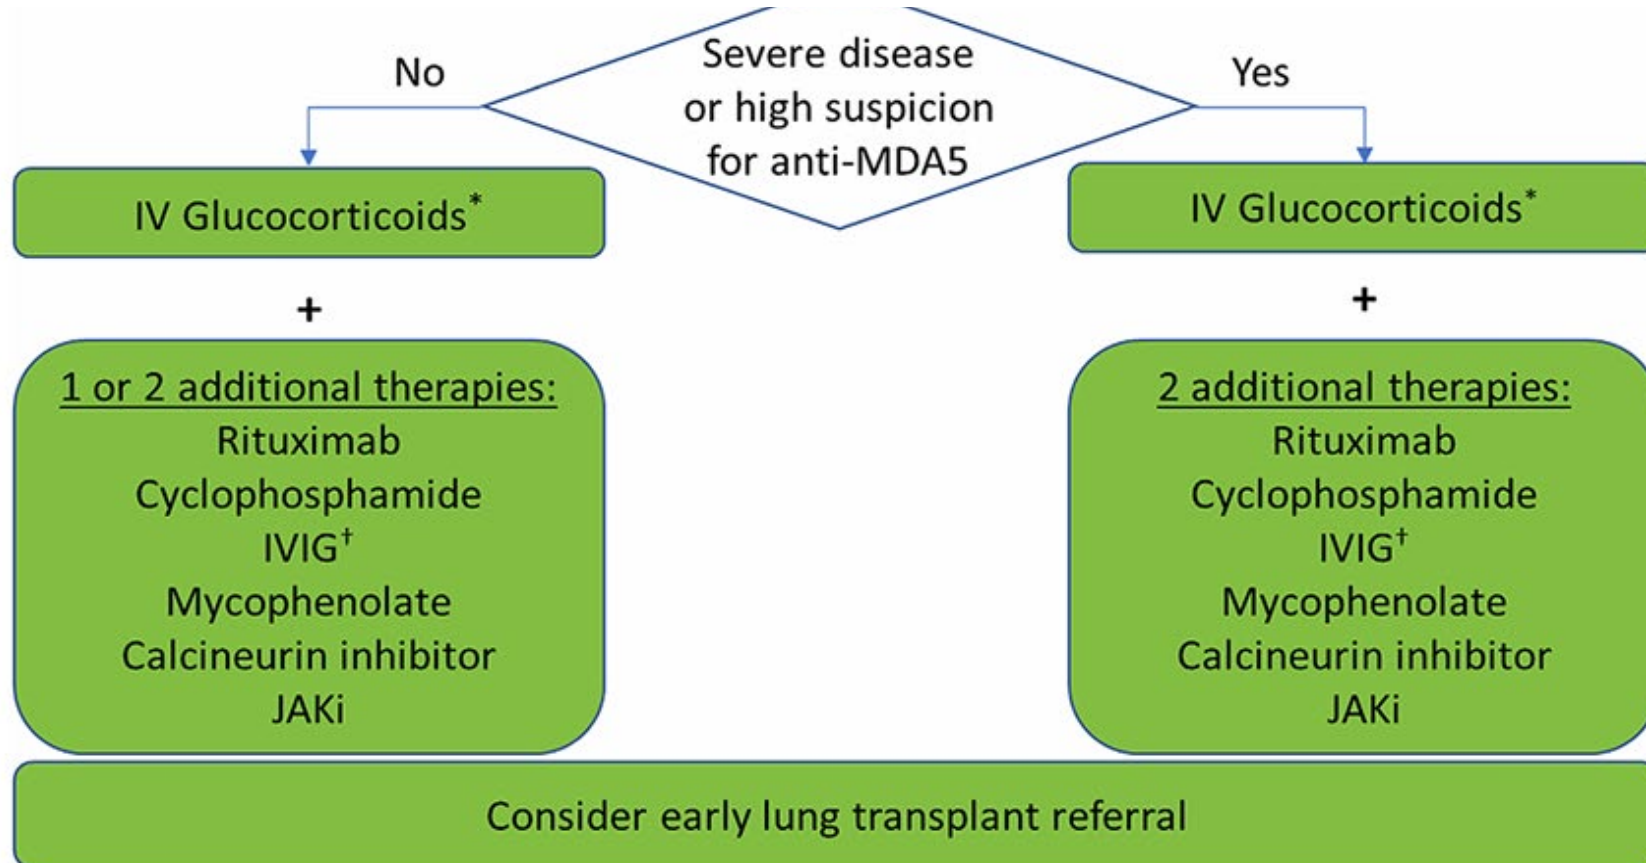 No
Severe disease
or high suspicion
for anti-MDA5
Yes
IV Glucocorticoids*
+
1 or 2 additional therapies:
Rituximab
Cyclophosphamide
IVIG†
Mycophenolate
Calcineurin inhibitor
JAKi
IV Glucocorticoids*
+
2 additional therapies:
Rituximab
Cyclophosphamide
IVIG†
Mycophenolate
Calcineurin inhibitor
JAKi
Consider early lung transplant referral